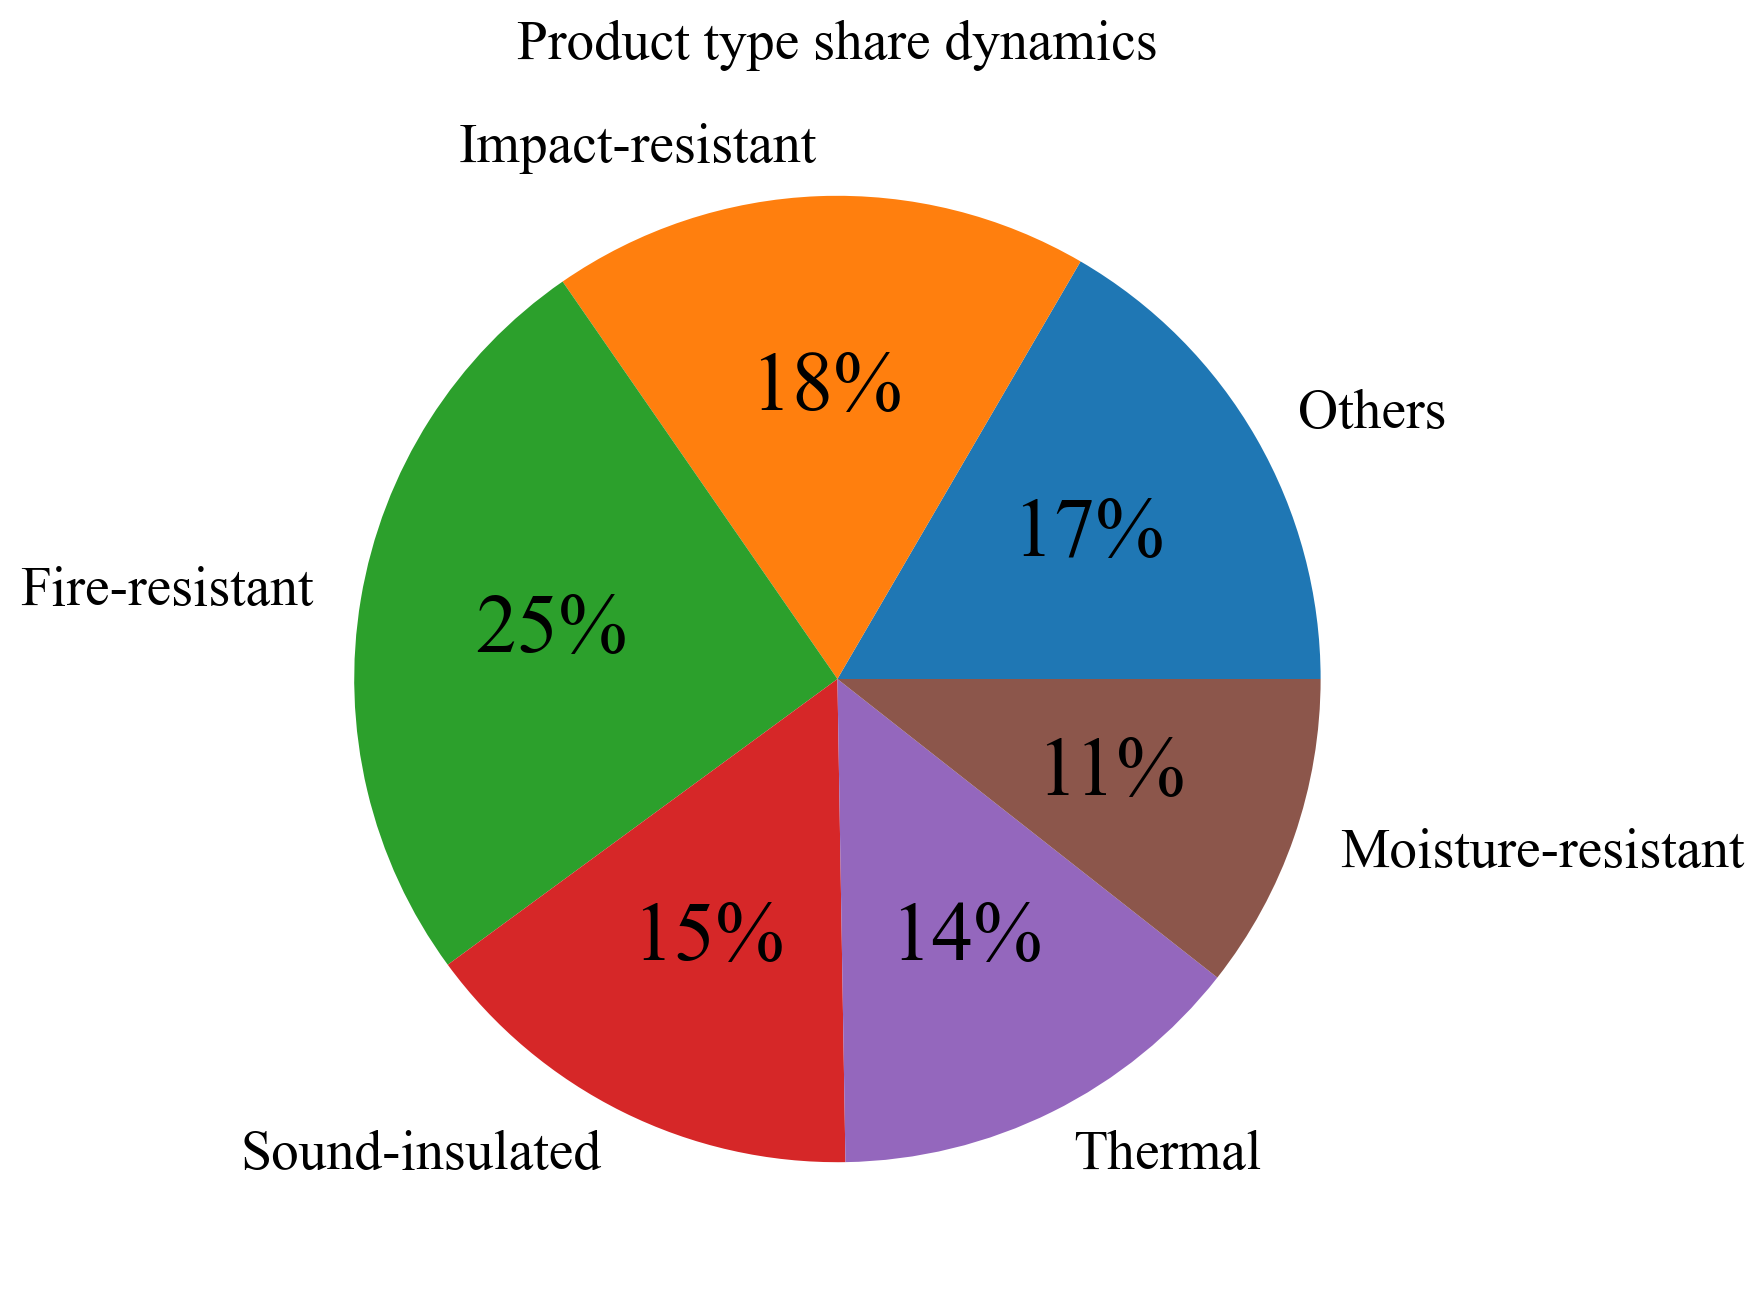 Product type share dynamics
Impact-resistant
18%
Others
17%
Fire-resistant
25%
11%
Moisture-resistant
15%
14%
Sound-insulated
Thermal